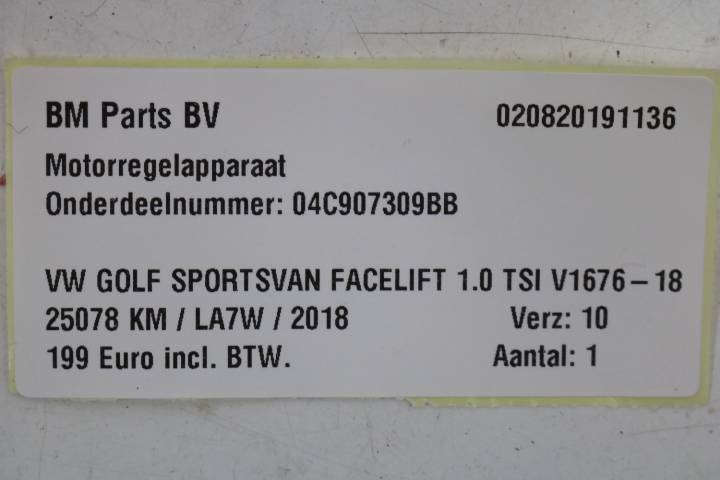 BM Parts BV 020820191136
Motorregelapparaat
Onderdeelnummer: 04C907309BB
VW GOLF SPORTSVAN FACELIFT 1.0 TSI V1676-18
25078 KM / LA7W / 2018 Verz: 10
199 Euro incl. BTW. Aantal: 1